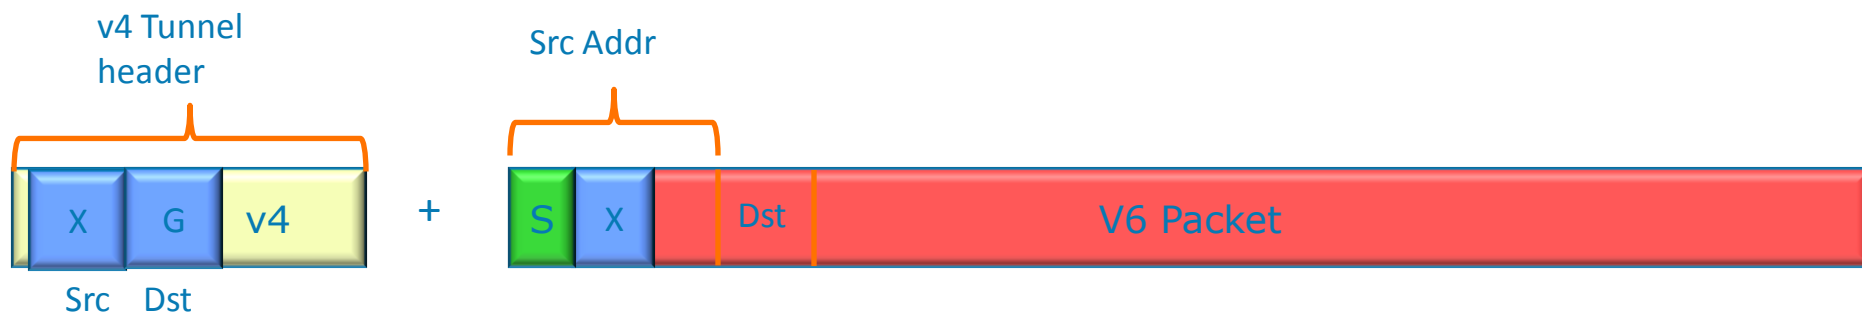 v4 Tunnel
header
Src Addr
X G v4 + S X Dst V6 Packet
Src Dst